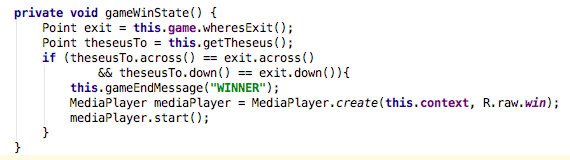 private void gameWinState() {
    Point exit = this.game.wheresExit();
    Point theseusTo = this.getTheseus();
    if (theseusTo.across() == exit.across()
            && theseusTo.down() == exit.down()){
        this.gameEndMessage("WINNER");
        MediaPlayer mediaPlayer = MediaPlayer.create(this.context, R.raw.win);
        mediaPlayer.start();
    }
}